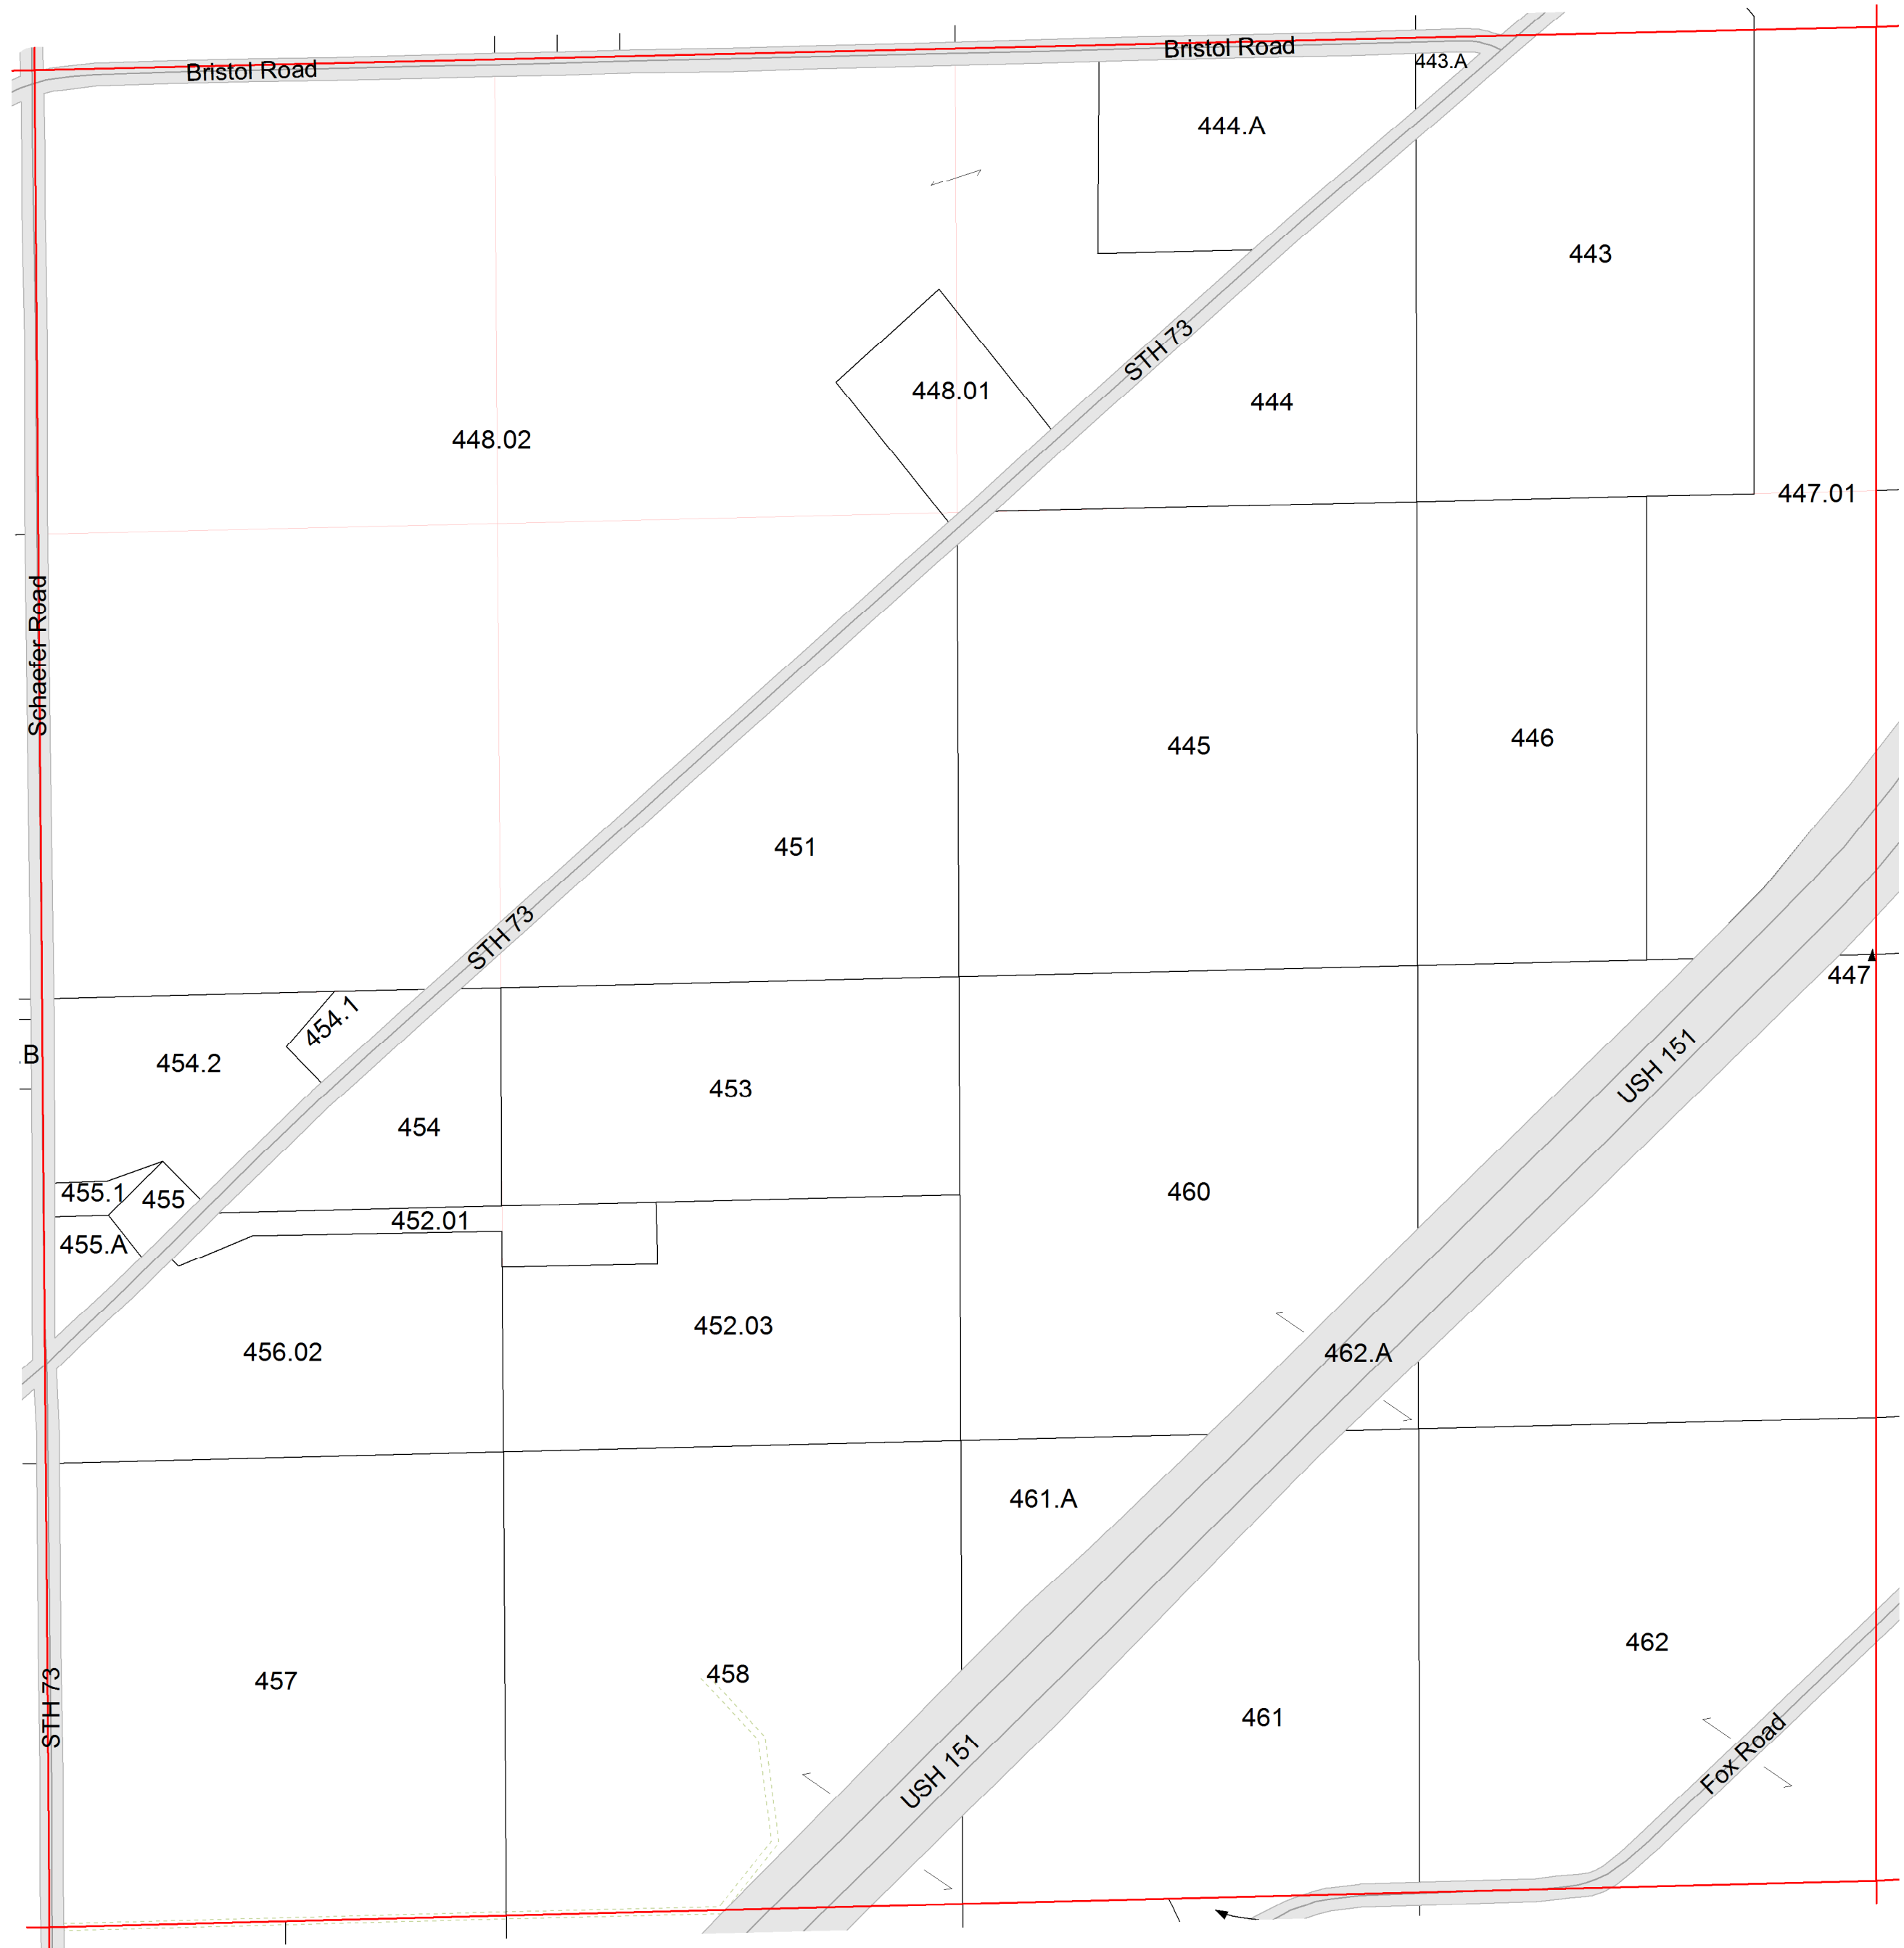 Bristol Road
Bristol Road
443.A
444.A
443
STH 73
448.01
444
448.02
447.01
Schaefer Road
445
446
451
STH 73
447
454.1
.B
454.2
453
USH 151
454
455.1
455
460
452.01
455.A
452.03
456.02
462.A
461.A
462
457
458
STH 73
461
USH 151
Fox Road